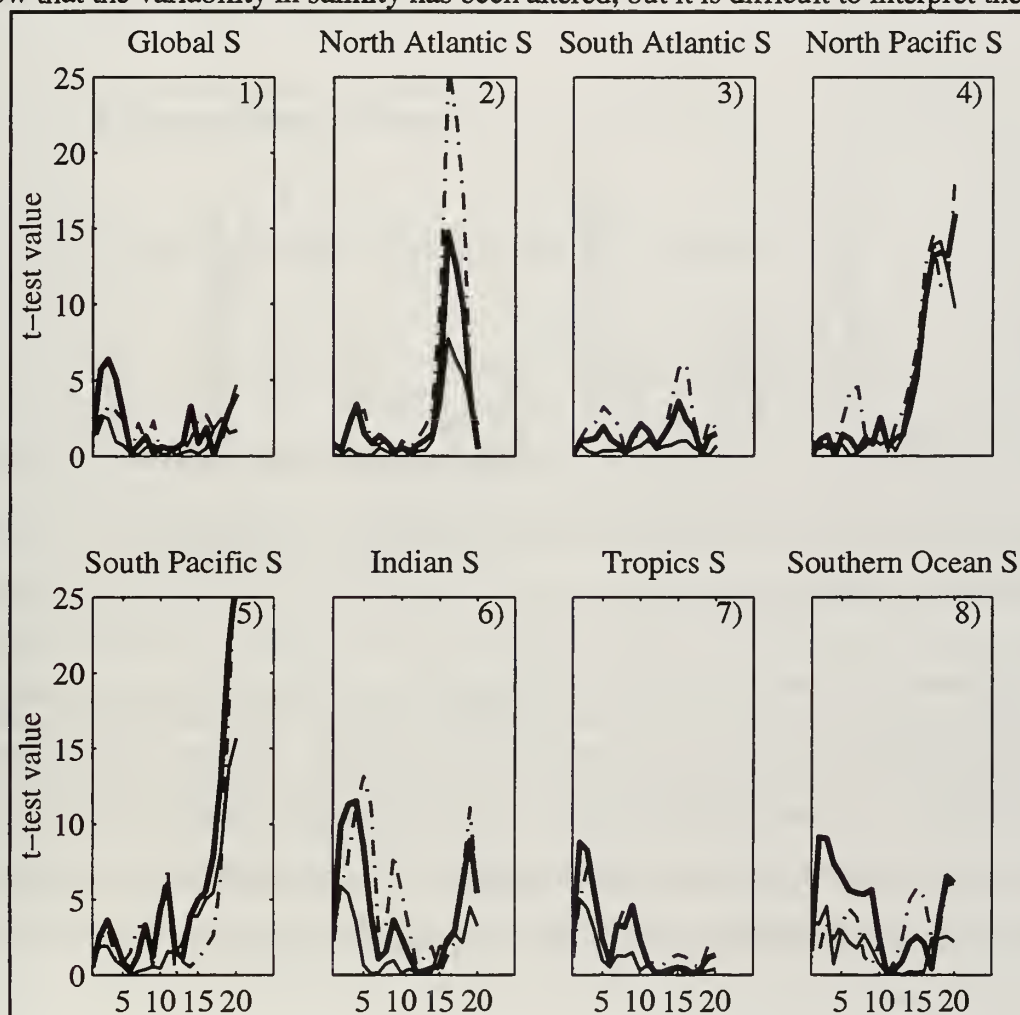 ow that the variability in salinity has been altered, but it is difficult to interpret the
Global S North Atlantic S South Atlantic S North Pacific S
25 1) 2) 3) 4)
20
15
10
5
0
t–test value
South Pacific S Indian S Tropics S Southern Ocean S
25 5) 6) 7) 8)
20
15
10
5
0
t–test value
5 10 15 20 5 10 15 20 5 10 15 20 5 10 15 20